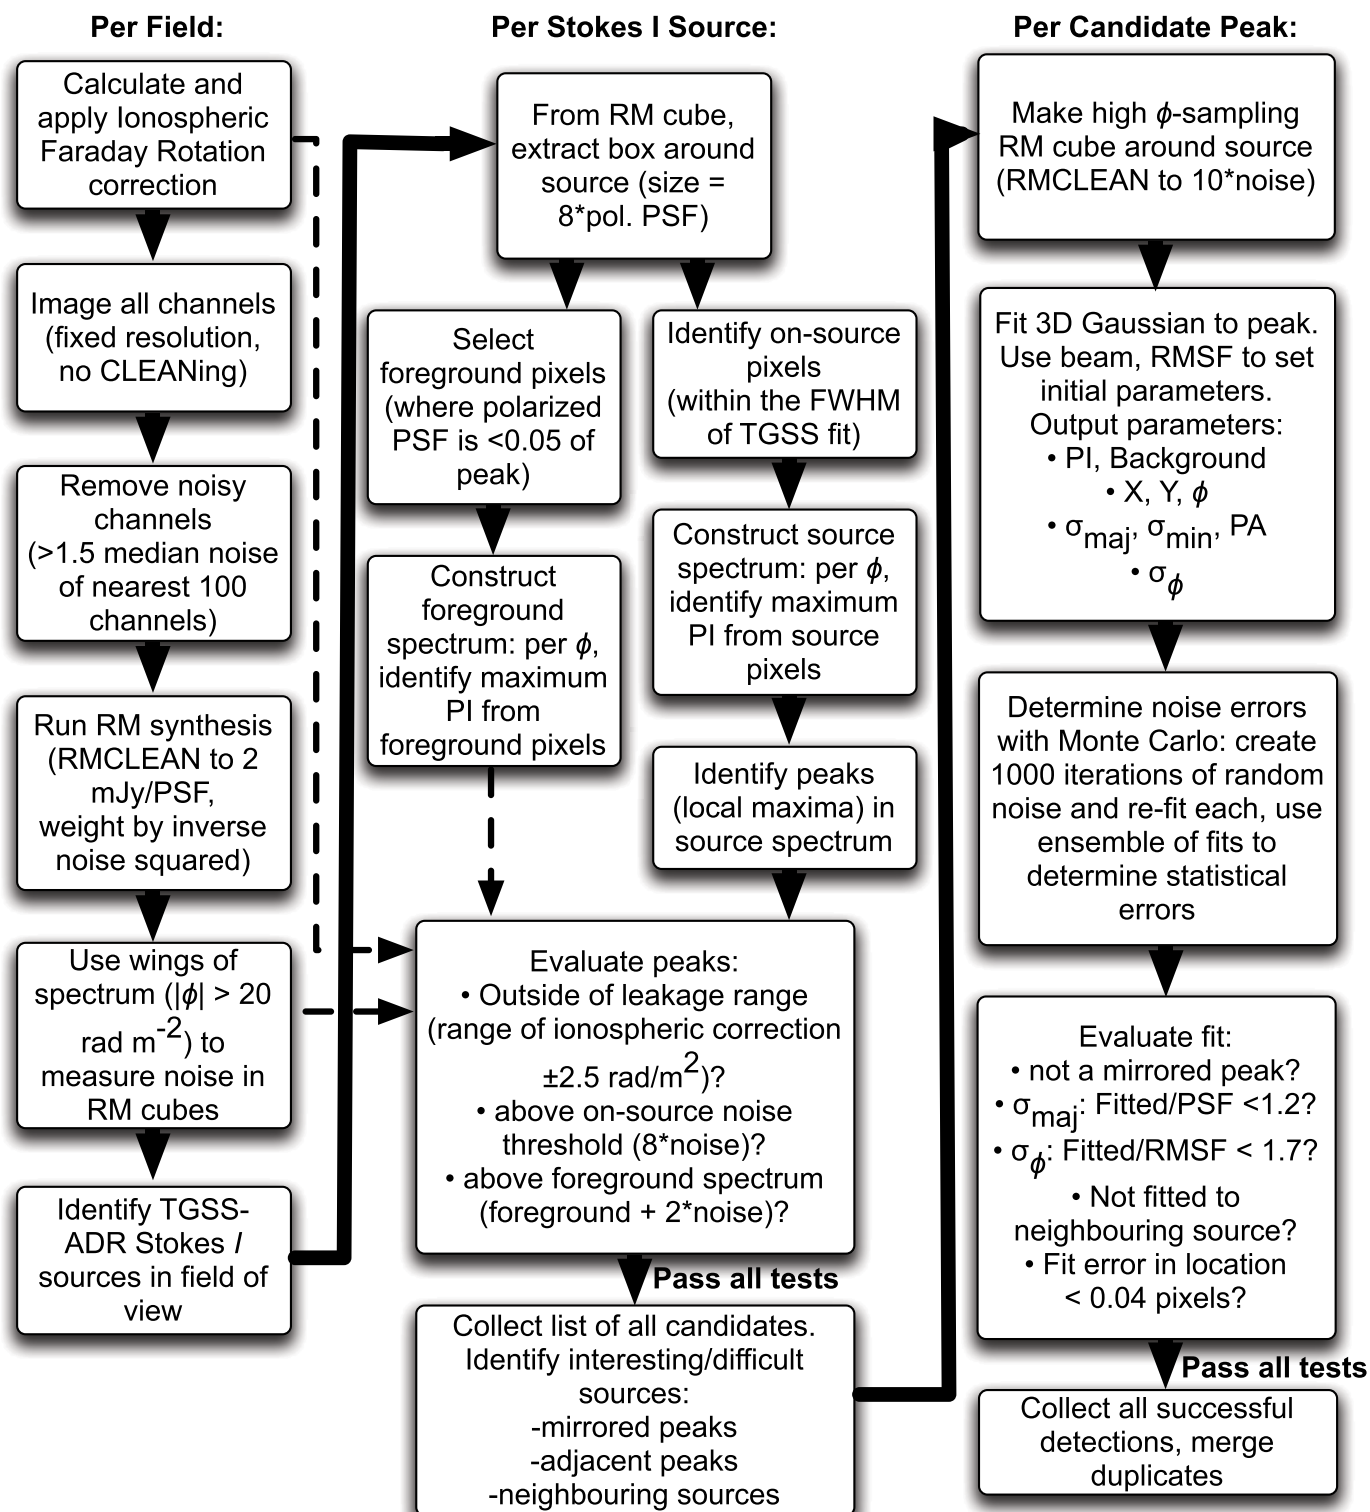 Per Field:
Calculate and
apply Ionospheric
Faraday Rotation
correction
Image all channels
(fixed resolution,
no CLEANing)
Remove noisy
channels
(>1.5 median noise
of nearest 100
channels)
Run RM synthesis
(RMCLEAN to 2
mJy/PSF,
weight by inverse
noise squared)
Use wings of
spectrum (|ϕ| > 20
rad m⁻²) to
measure noise in
RM cubes
Identify TGSS-
ADR Stokes I
sources in field of
view
Per Stokes I Source:
From RM cube,
extract box around
source (size =
8*pol. PSF)
Select
foreground pixels
(where polarized
PSF is <0.05 of
peak)
Construct
foreground
spectrum: per ϕ,
identify maximum
PI from
foreground pixels
Identify on-source
pixels
(within the FWHM
of TGSS fit)
Construct source
spectrum: per ϕ,
identify maximum
PI from source
pixels
Identify peaks
(local maxima) in
source spectrum
Evaluate peaks:
• Outside of leakage range
(range of ionospheric correction
±2.5 rad/m²)?
• above on-source noise
threshold (8*noise)?
• above foreground spectrum
(foreground + 2*noise)?
Pass all tests
Collect list of all candidates.
Identify interesting/difficult
sources:
-mirrored peaks
-adjacent peaks
-neighbouring sources
Per Candidate Peak:
Make high ϕ-sampling
RM cube around source
(RMCLEAN to 10*noise)
Fit 3D Gaussian to peak.
Use beam, RMSF to set
initial parameters.
Output parameters:
• PI, Background
• X, Y, ϕ
• σmaj, σmin, PA
• σϕ
Determine noise errors
with Monte Carlo: create
1000 iterations of random
noise and re-fit each, use
ensemble of fits to
determine statistical
errors
Evaluate fit:
• not a mirrored peak?
• σmaj: Fitted/PSF <1.2?
• σϕ: Fitted/RMSF < 1.7?
• Not fitted to
neighbouring source?
• Fit error in location
< 0.04 pixels?
Pass all tests
Collect all successful
detections, merge
duplicates